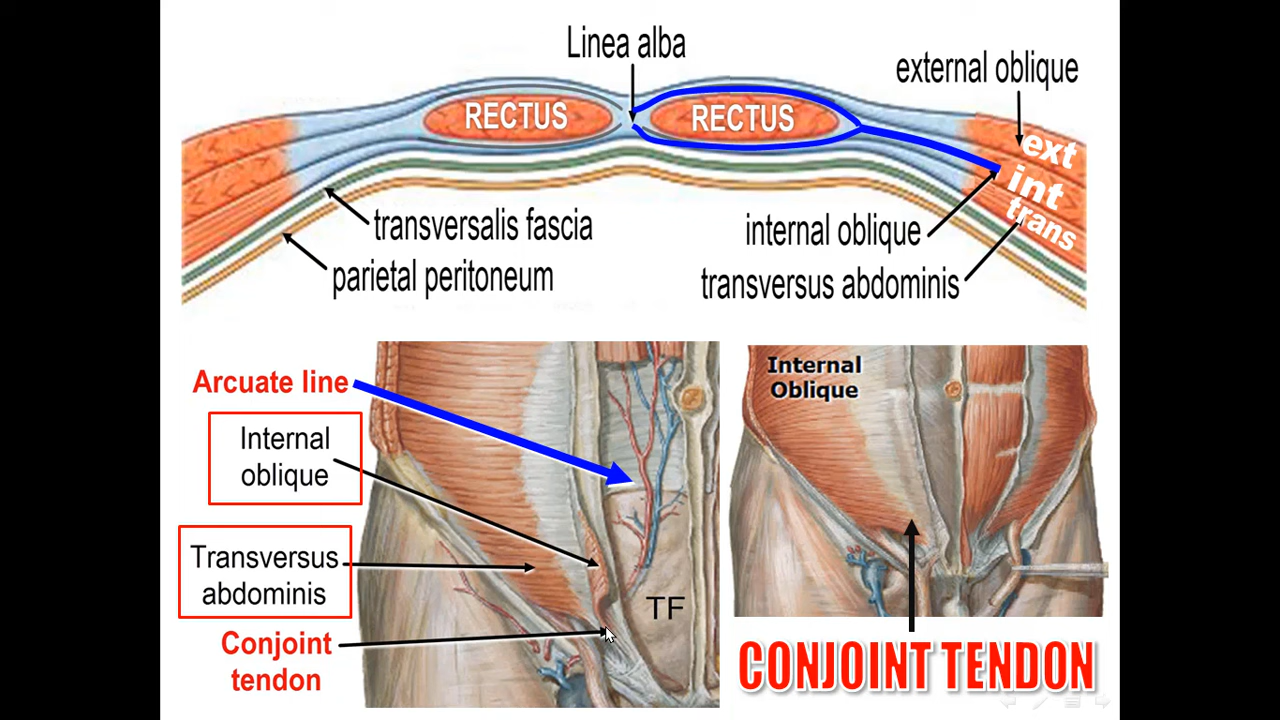 Linea alba
external oblique
RECTUS
RECTUS
ext
int
trans
transversalis fascia
internal oblique
parietal peritoneum
transversus abdominis
Arcuate line
Internal
oblique
Transversus
abdominis
Conjoint
tendon
TF
Internal
Oblique
CONJOINT TENDON